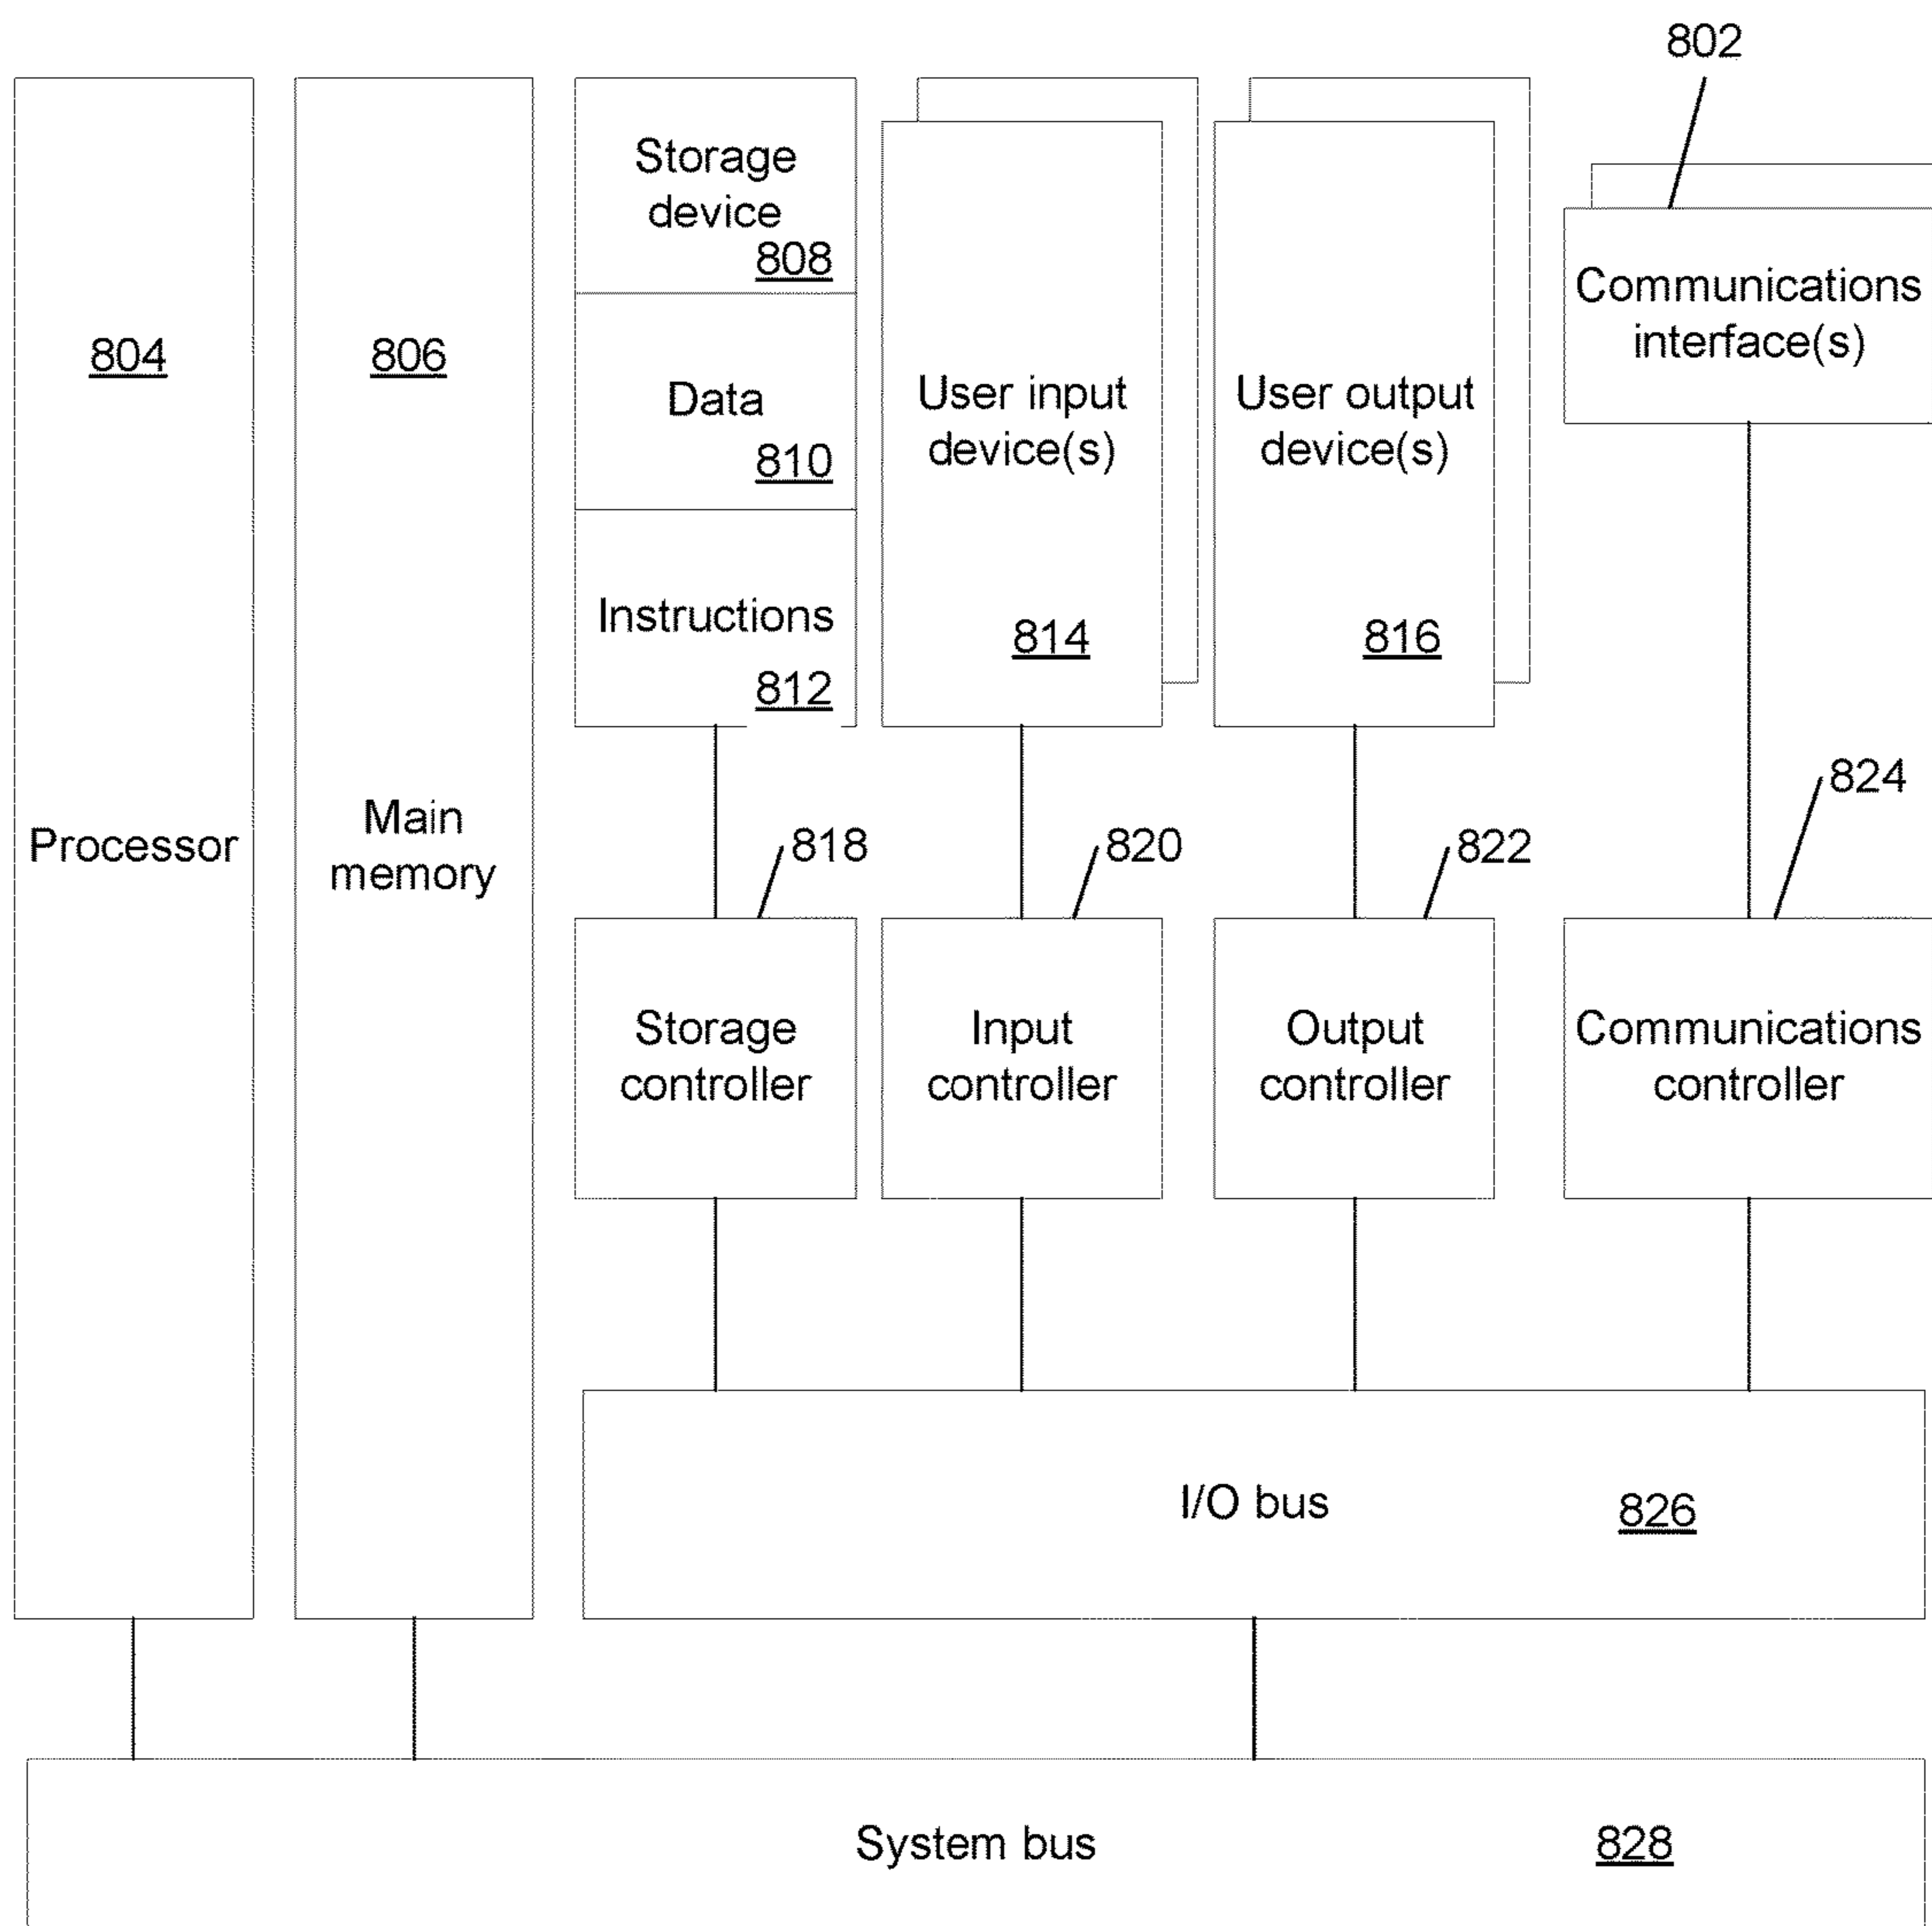 802
Storage
device
808
Communications
interface(s)
804
806
Data
810
User input
device(s)
User output
device(s)
Instructions
812
814
816
824
Processor
Main
memory
818
820
822
Storage
controller
Input
controller
Output
controller
Communications
controller
I/O bus
826
System bus
828